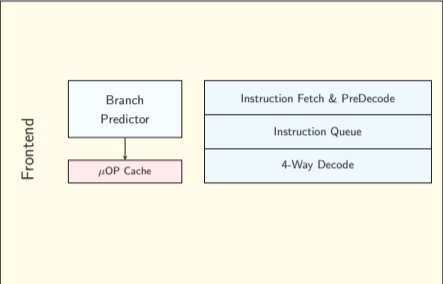 Frontend
Branch
Predictor
μOP Cache
Instruction Fetch & PreDecode
Instruction Queue
4-Way Decode